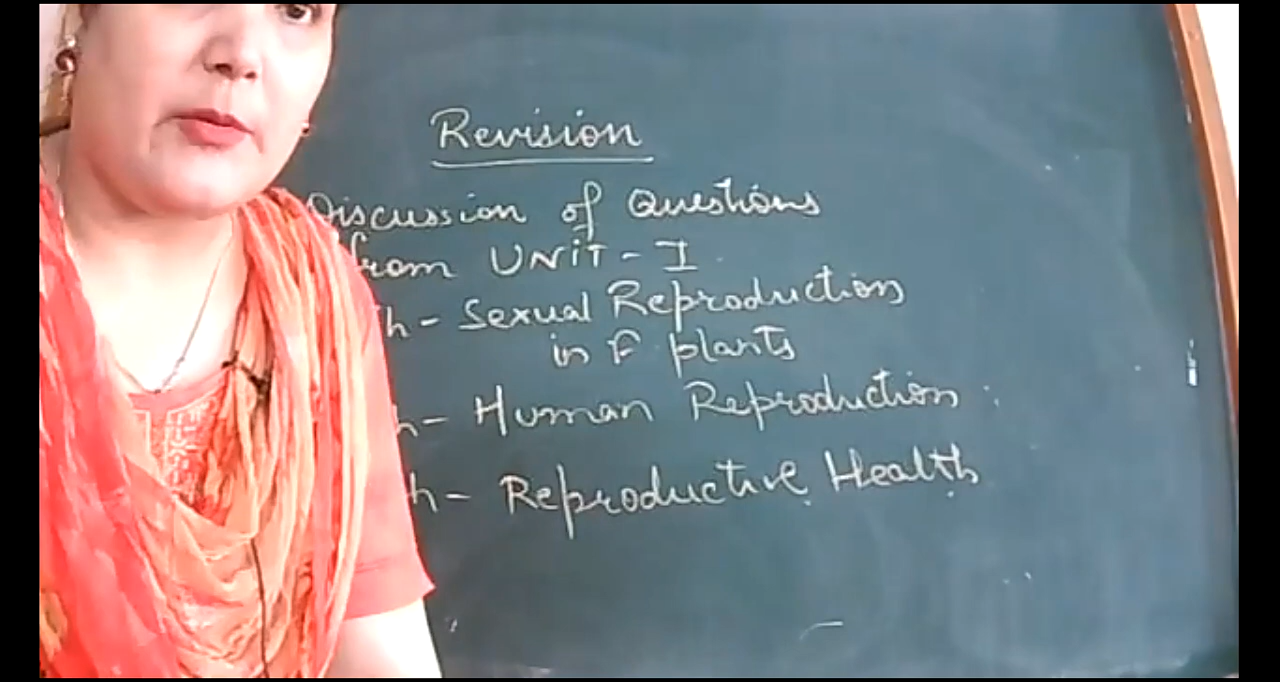 Revision
Discussion of Questions
from UNIT - I
h - Sexual Reproduction
in F plants
h - Human Reproduction
h - Reproductive Health